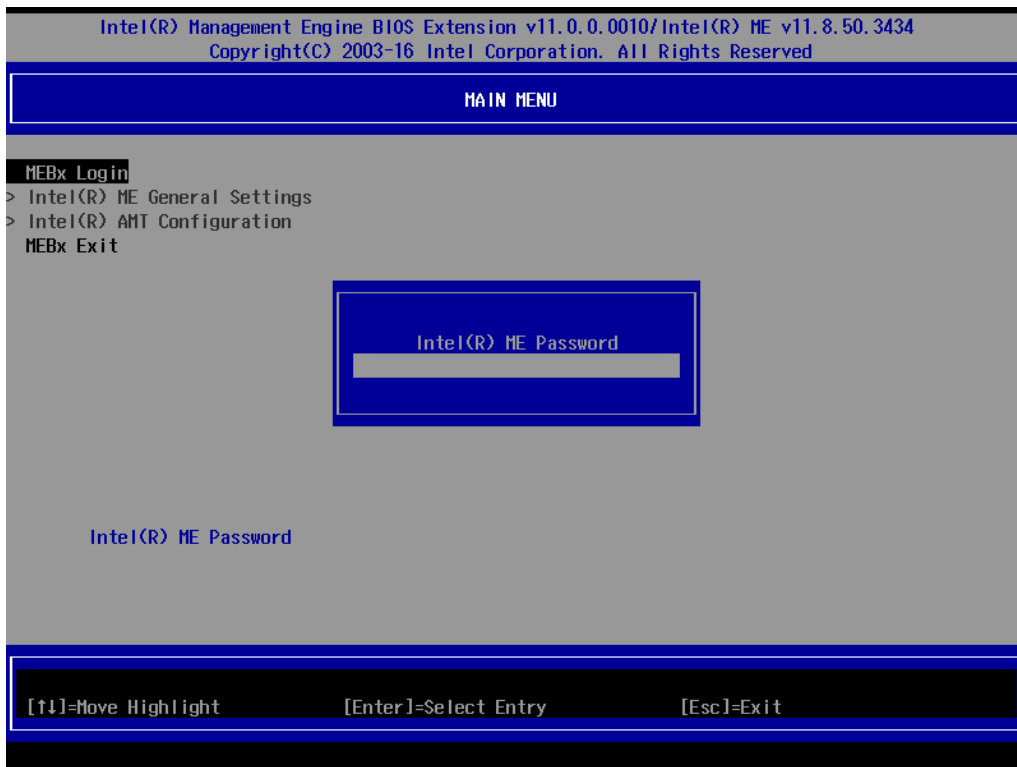 Intel(R) Management Engine BIOS Extension v11.0.0.0010/Intel(R) ME v11.8.50.3434
Copyright(C) 2003-16 Intel Corporation. All Rights Reserved
MAIN MENU
MEBx Login
> Intel(R) ME General Settings
> Intel(R) AMT Configuration
MEBx Exit
Intel(R) ME Password
Intel(R) ME Password
[↑↓]=Move Highlight [Enter]=Select Entry [Esc]=Exit